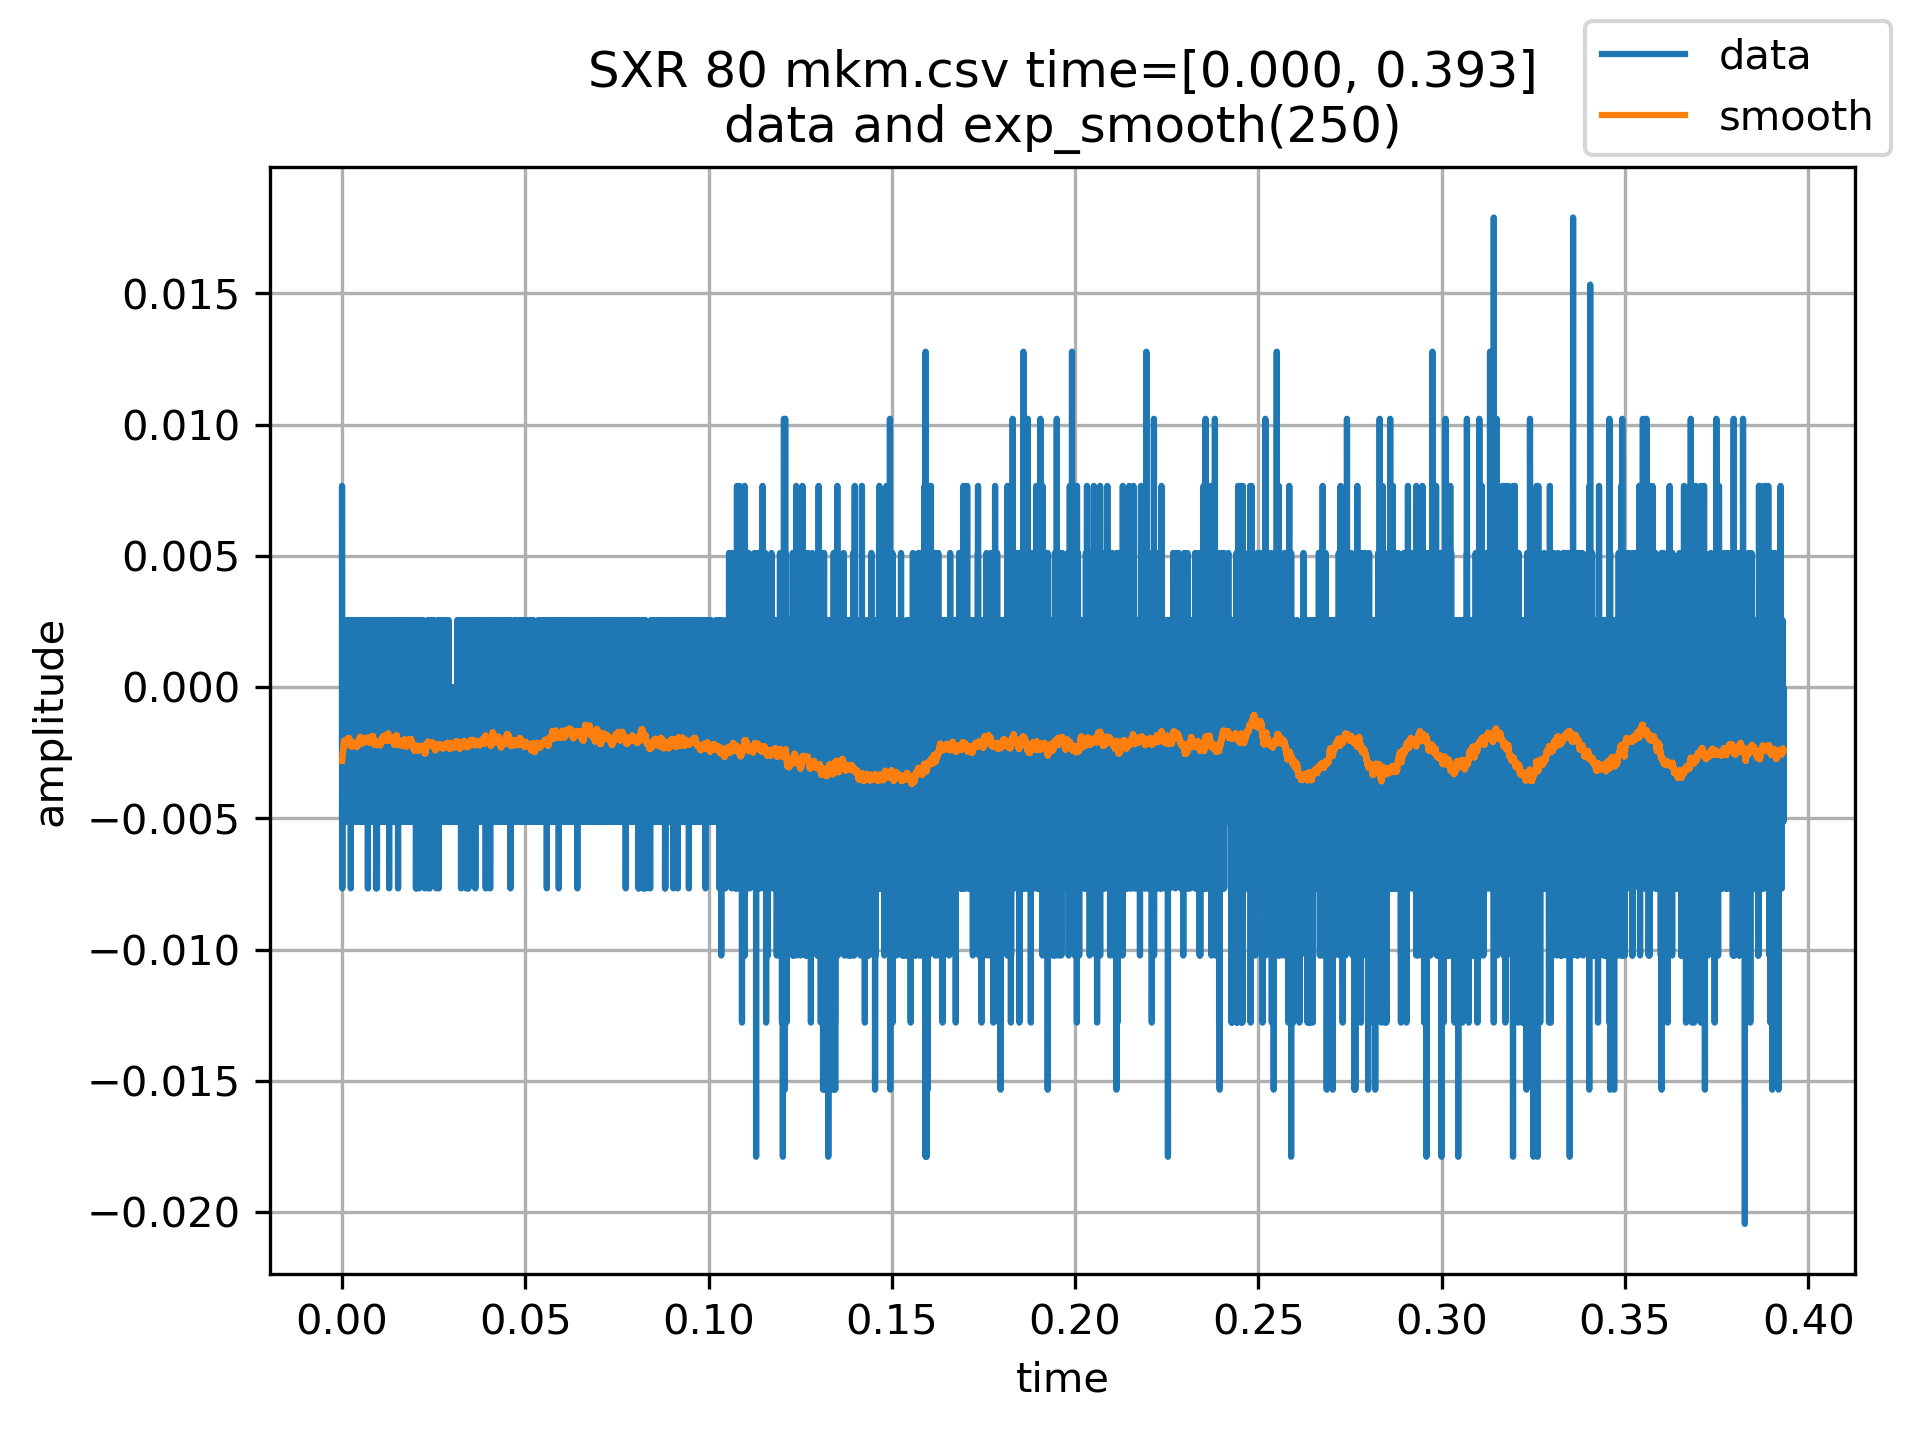 SXR 80 mkm.csv time=[0.000, 0.393]
data and exp_smooth(250)
data
smooth
amplitude
0.015
0.010
0.005
0.000
−0.005
−0.010
−0.015
−0.020
0.00 0.05 0.10 0.15 0.20 0.25 0.30 0.35 0.40
time